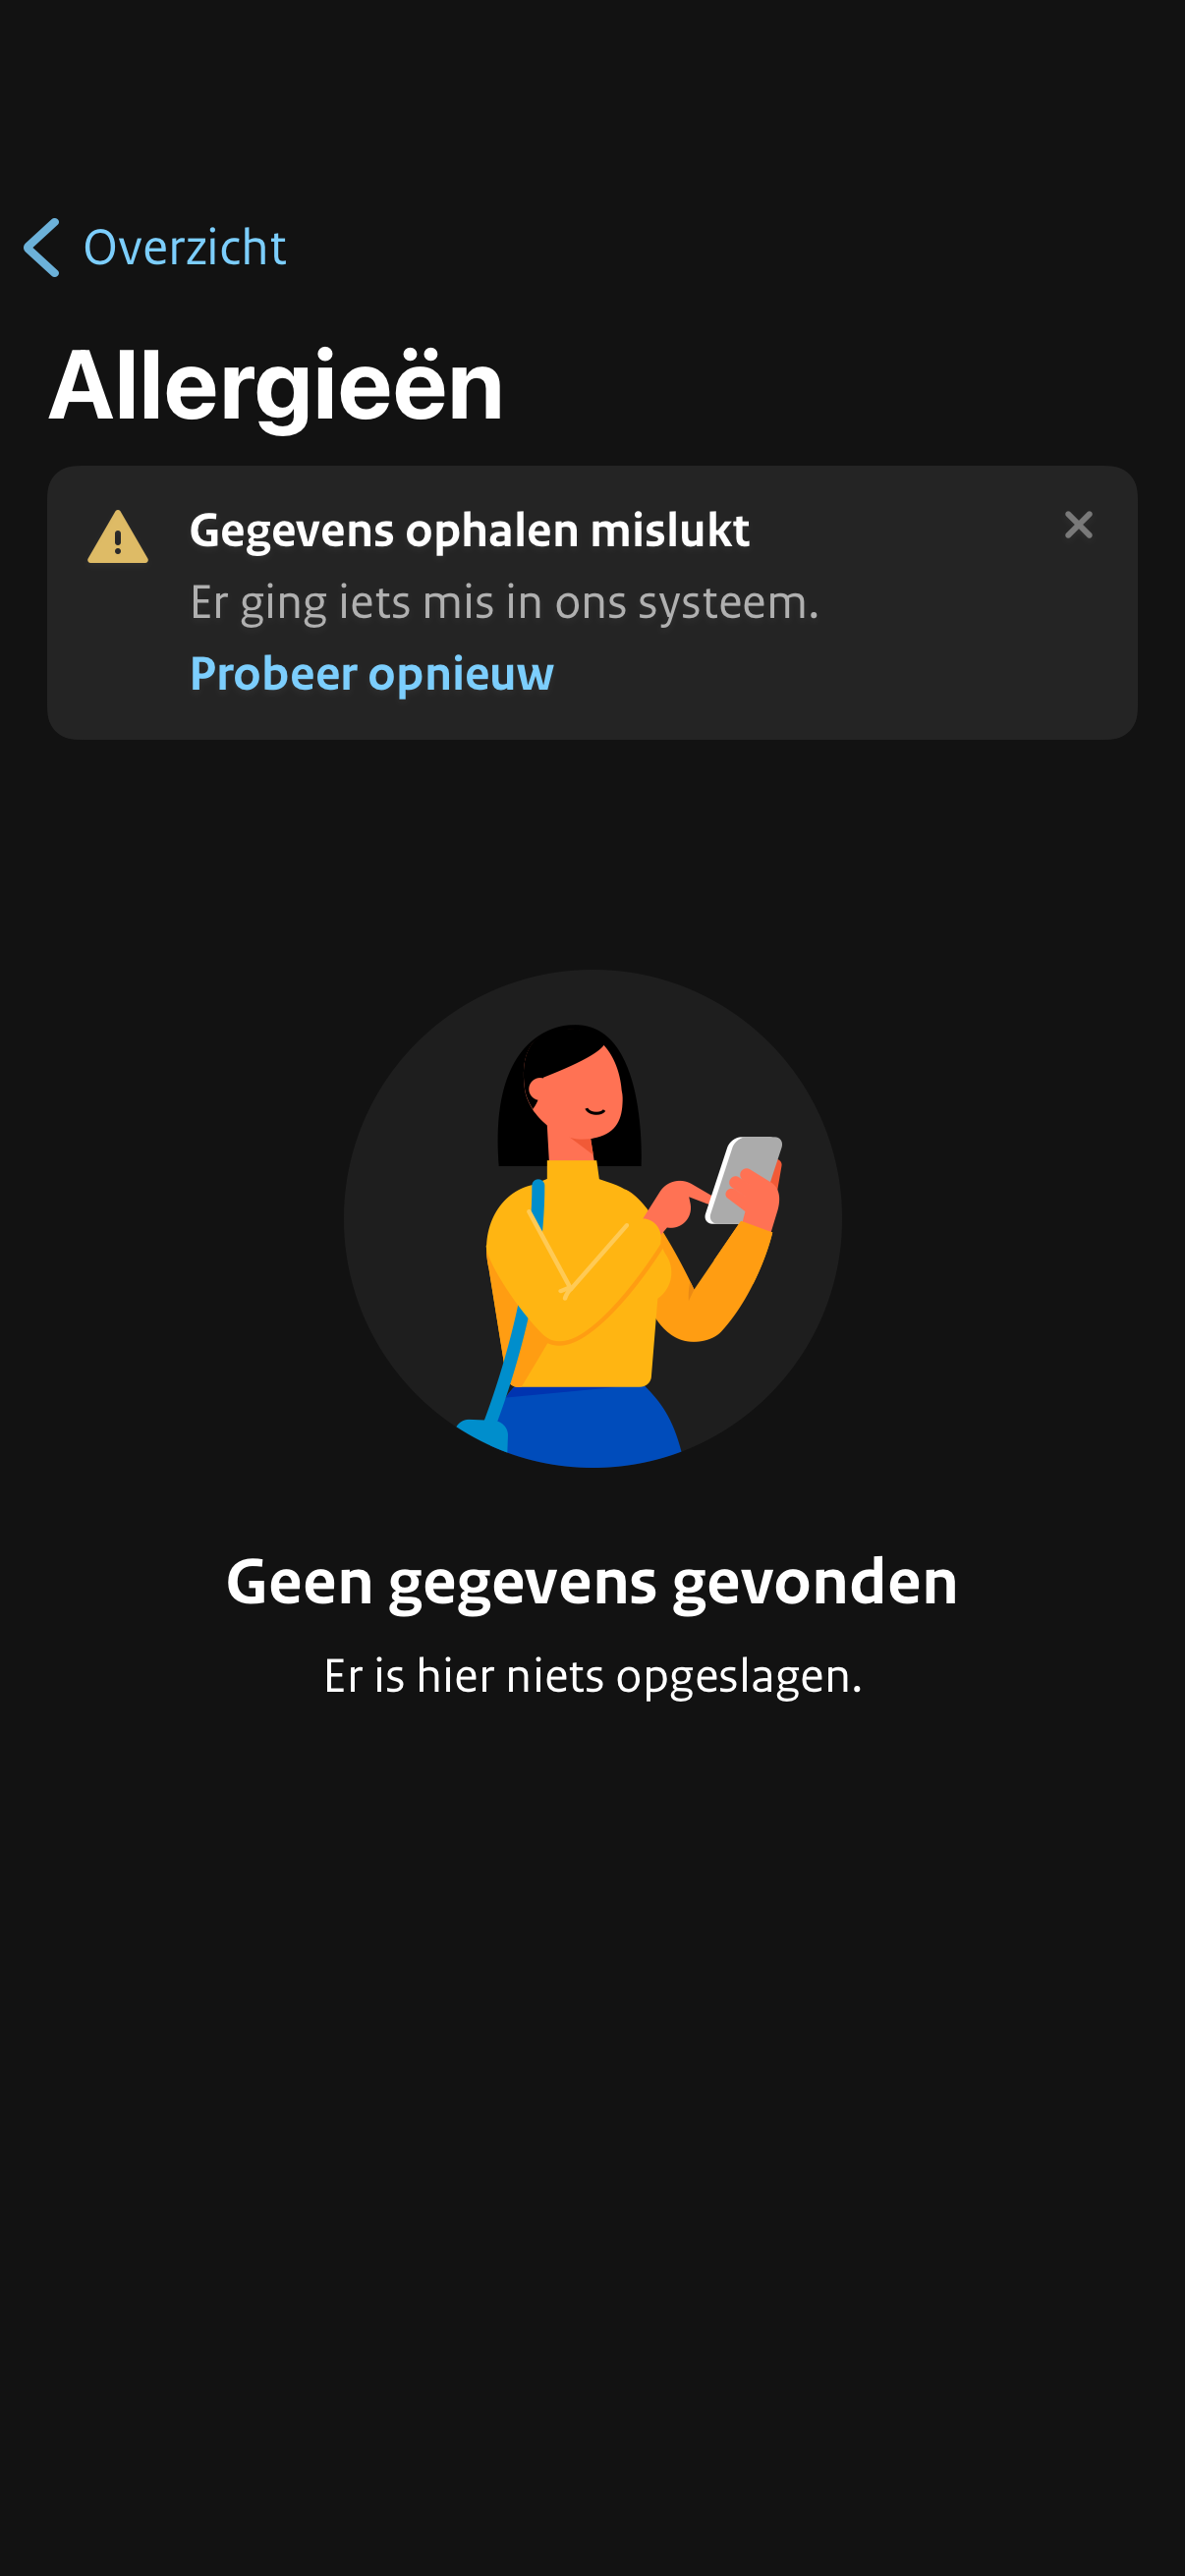 Overzicht
Allergieën
Gegevens ophalen mislukt
Er ging iets mis in ons systeem.
Probeer opnieuw
Geen gegevens gevonden
Er is hier niets opgeslagen.